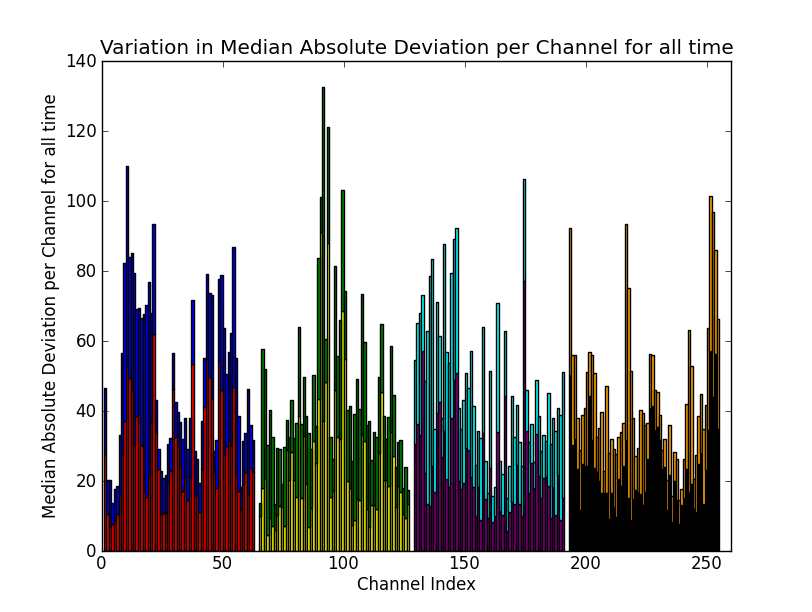 Variation in Median Absolute Deviation per Channel for all time
Median Absolute Deviation per Channel for all time
140
120
100
80
60
40
20
0
0 50 100 150 200 250
Channel Index